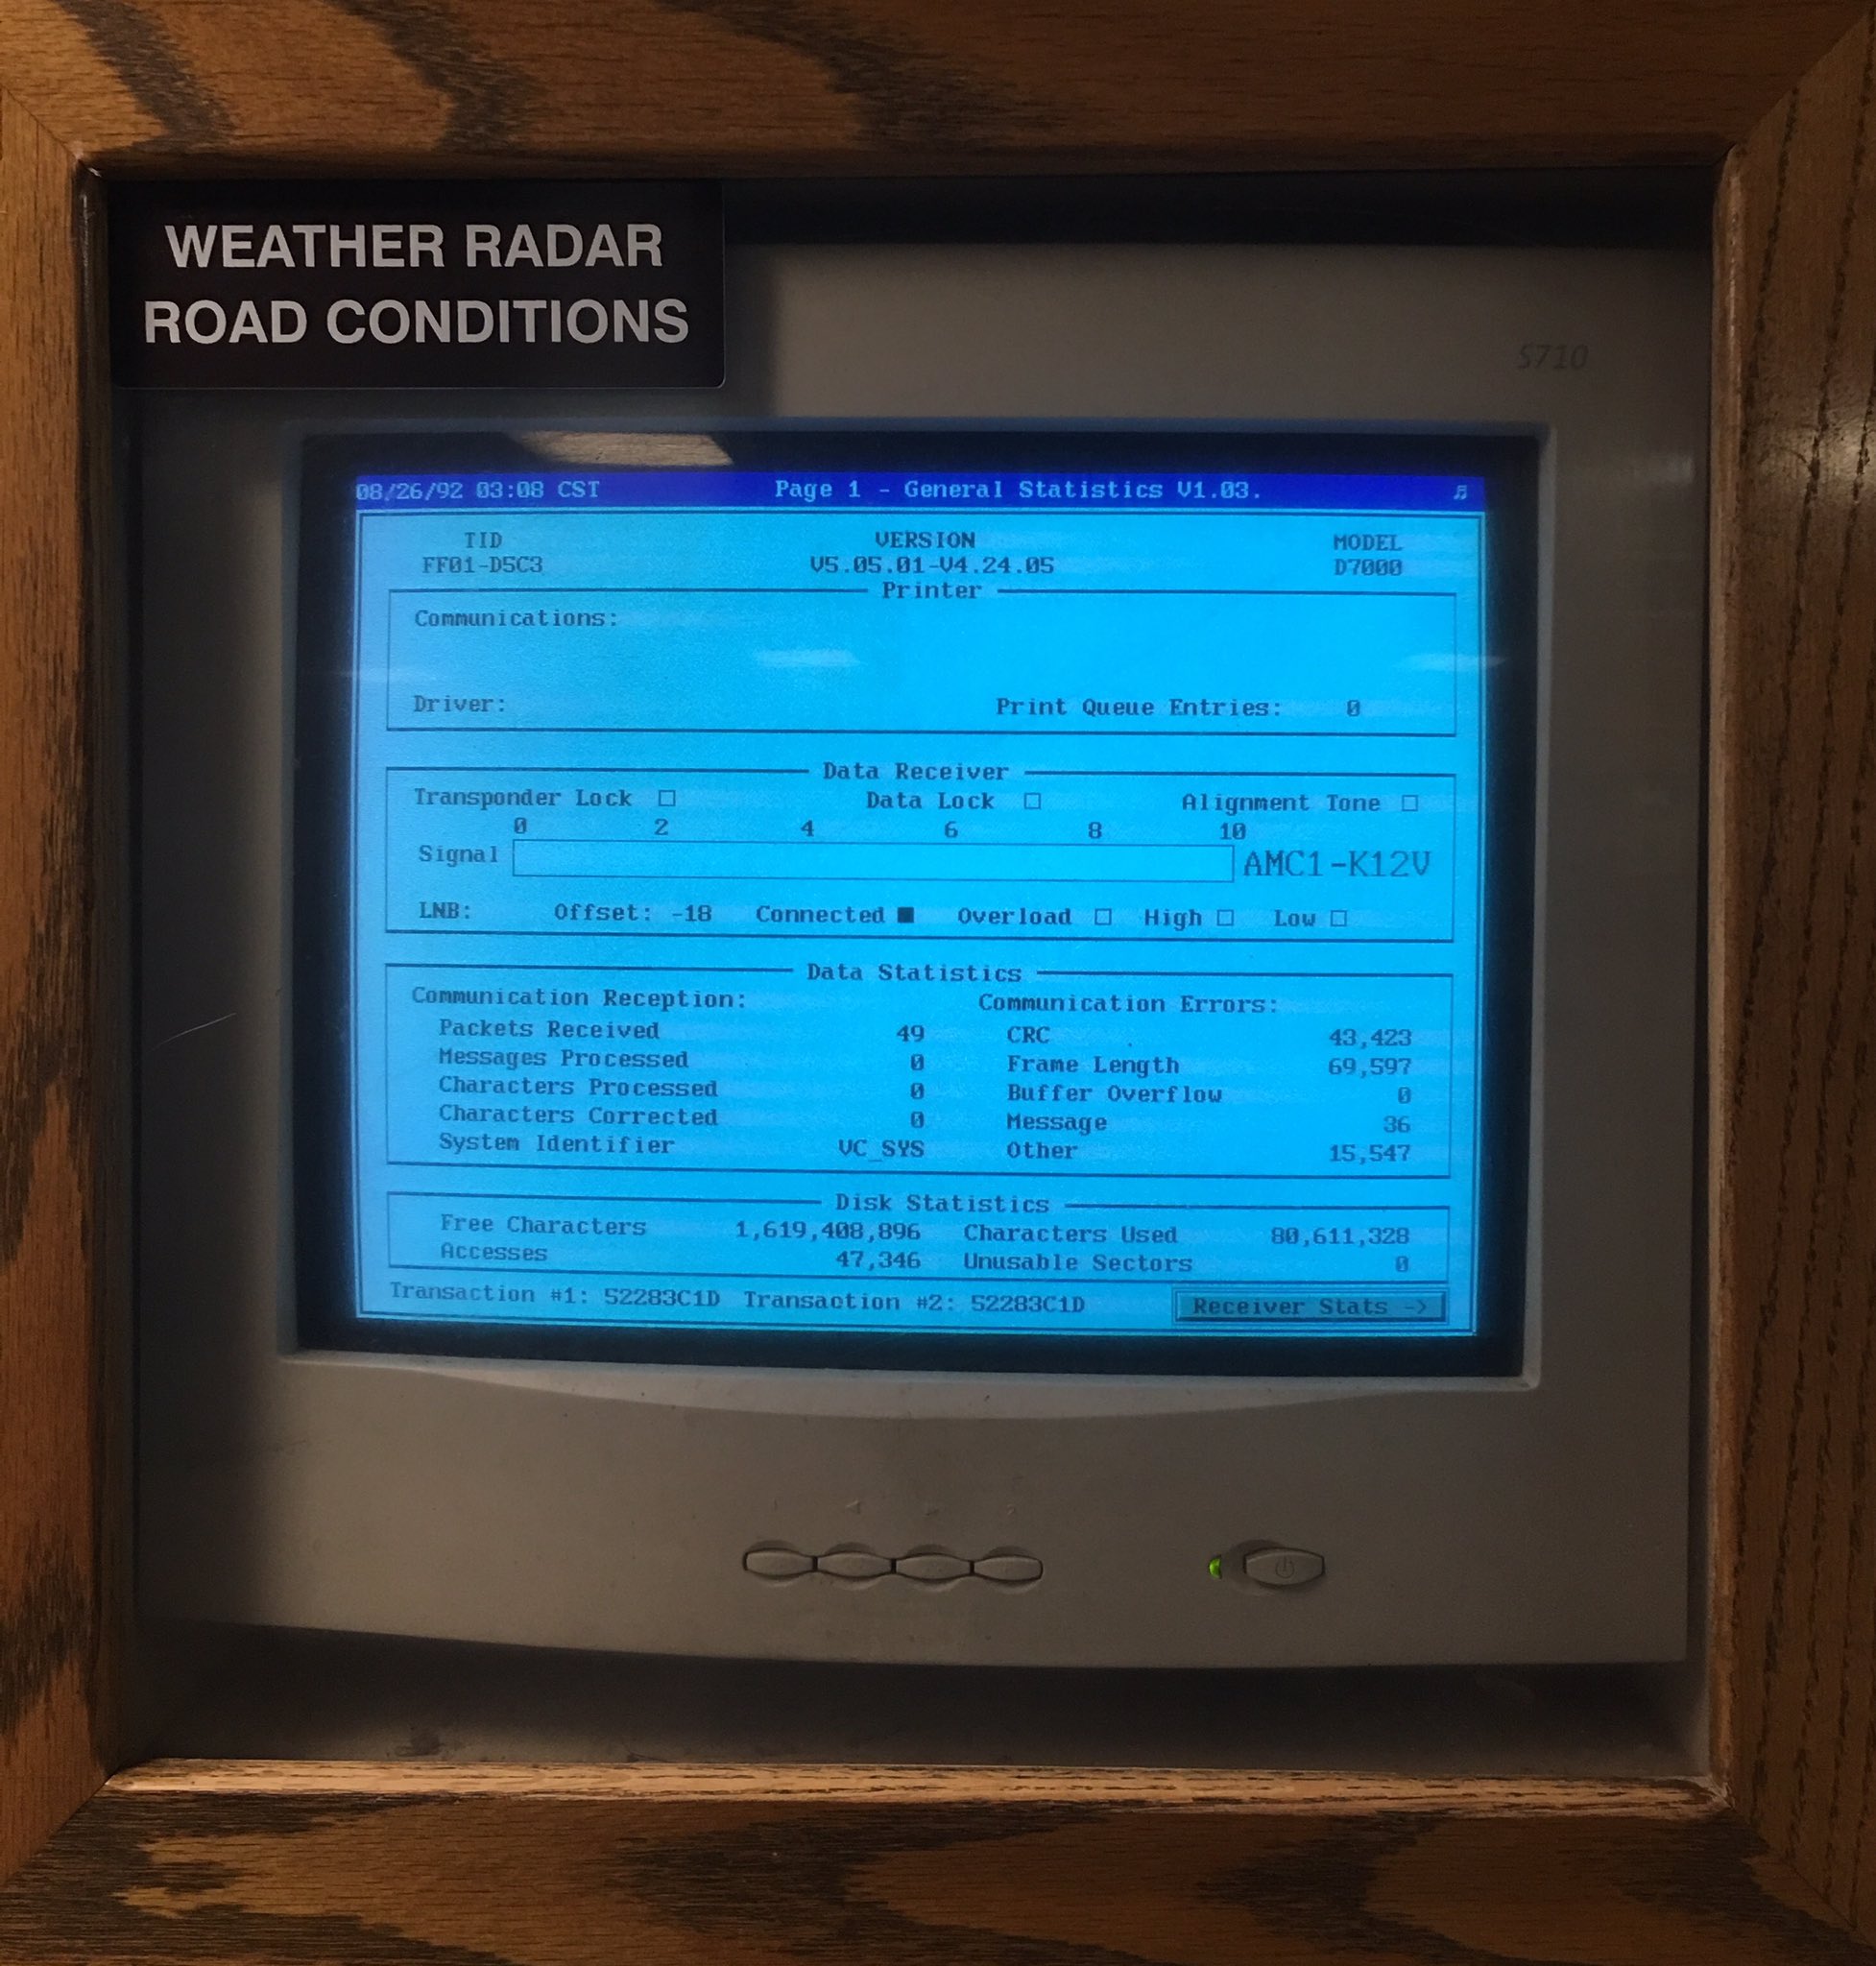 WEATHER RADAR
ROAD CONDITIONS
S710
08/26/92 03:08 CST Page 1 - General Statistics V1.03. ♬
TID VERSION MODEL
FF01-D5C3 V5.05.01-V4.24.05 D7000
Printer
Communications:
Driver: Print Queue Entries: 0
Data Receiver
Transponder Lock □ Data Lock □ Alignment Tone □
0 2 4 6 8 10
Signal AMC1-K12V
LNB: Offset: -18 Connected ■ Overload □ High □ Low □
Data Statistics
Communication Reception: Communication Errors:
Packets Received 49 CRC 43,423
Messages Processed 0 Frame Length 69,597
Characters Processed 0 Buffer Overflow 0
Characters Corrected 0 Message 36
System Identifier VC_SYS Other 15,547
Disk Statistics
Free Characters 1,619,408,896 Characters Used 80,611,328
Accesses 47,346 Unusable Sectors 0
Transaction #1: 52283C1D Transaction #2: 52283C1D Receiver Stats ->